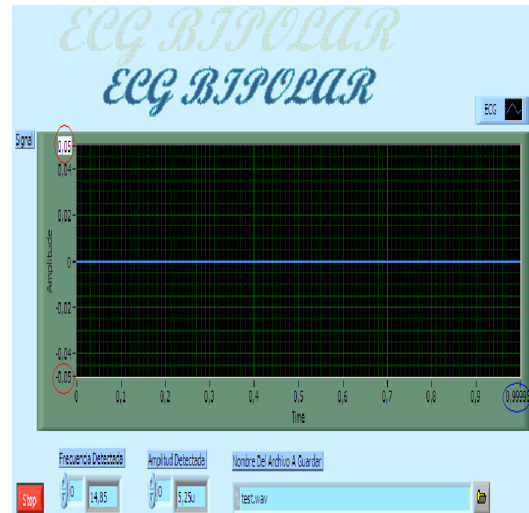 ECG BIPOLAR
ECG BIPOLAR
ECG
Signal
0,05
0,04
0,02
0
-0,02
-0,04
-0,05
Amplitude
0 0,1 0,2 0,3 0,4 0,5 0,6 0,7 0,8 0,9 0,99999
Time
Frecuencia Detectada Amplitud Detectada Nombre Del Archivo A Guardar
Stop 0 14,85 0 5,25u test.wav